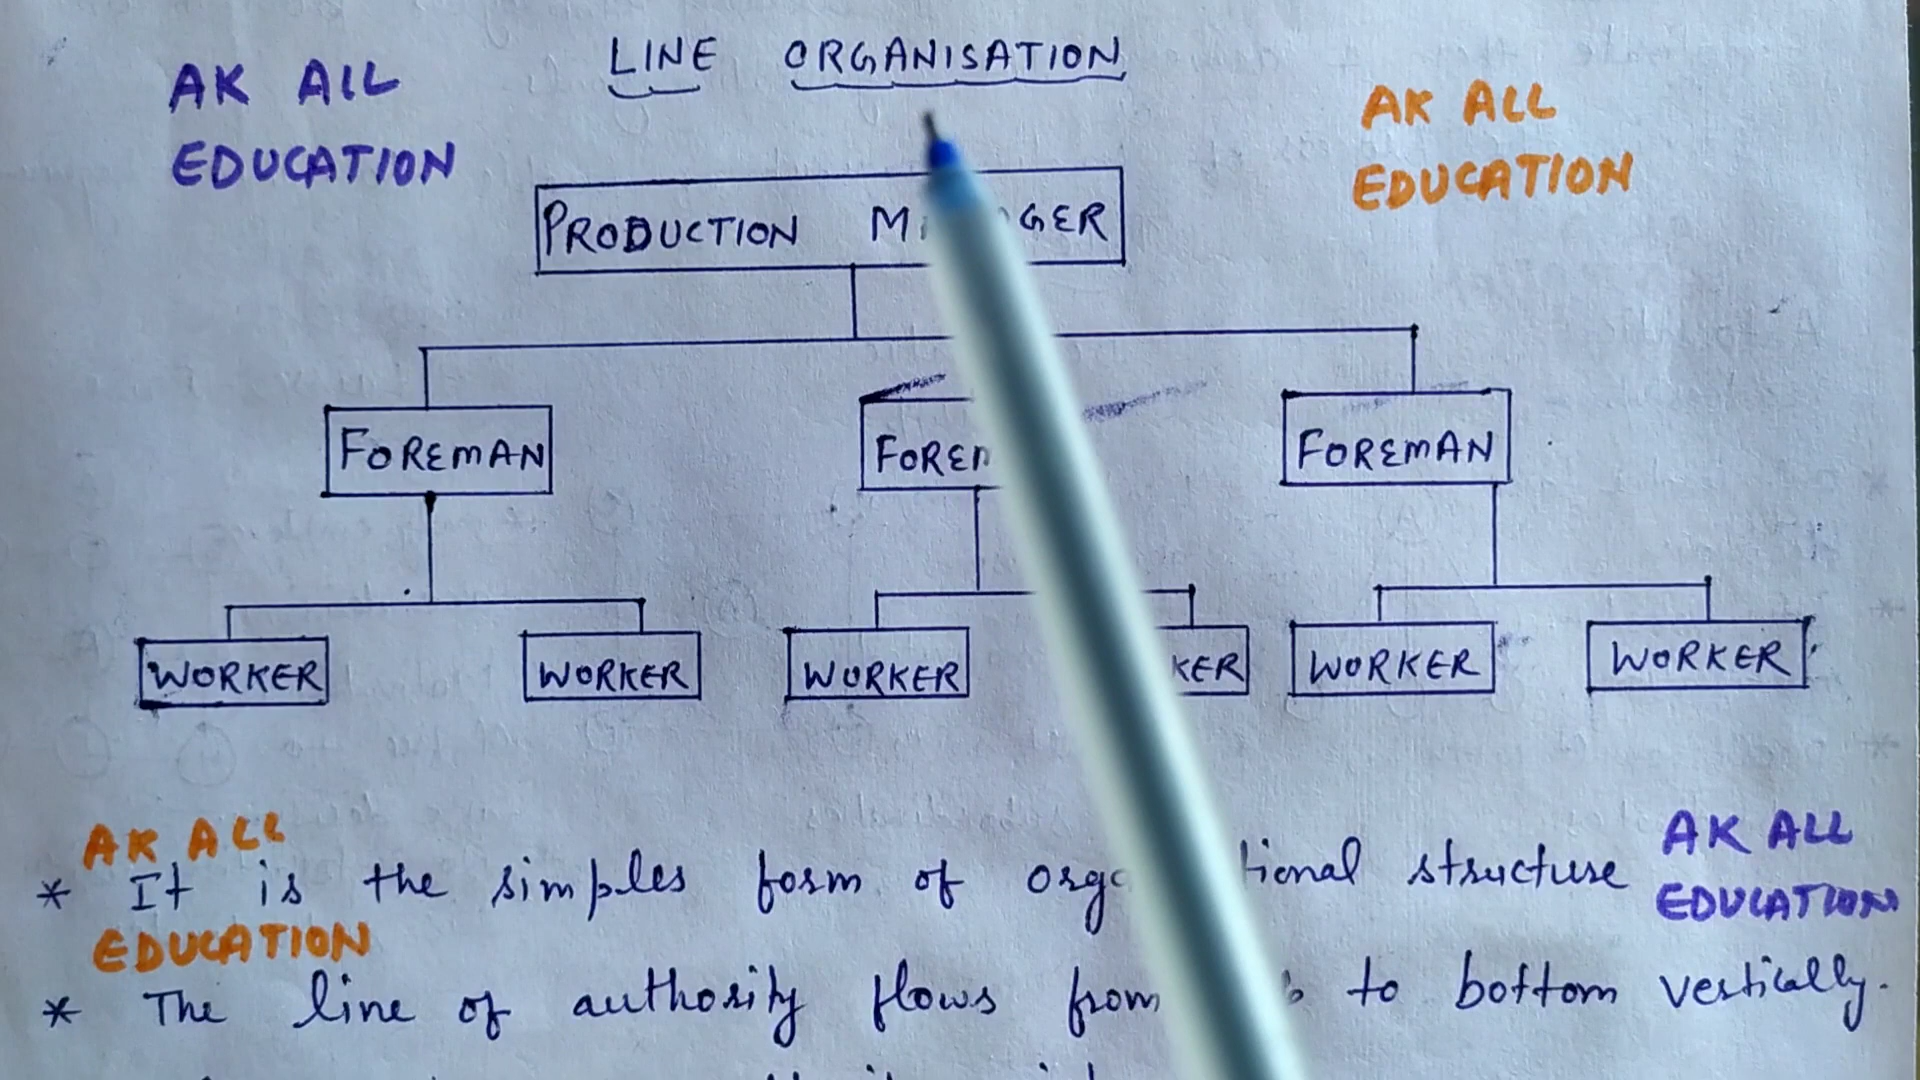 LINE ORGANISATION
AK ALL
EDUCATION
AK ALL
EDUCATION
PRODUCTION
FOREMAN
FOREMAN
WORKER WORKER WORKER WORKER WORKER
AK ALL
EDUCATION
AK ALL
EDUCATION
* It is the simples form of structure
* The line of authority flows from to bottom vertically.